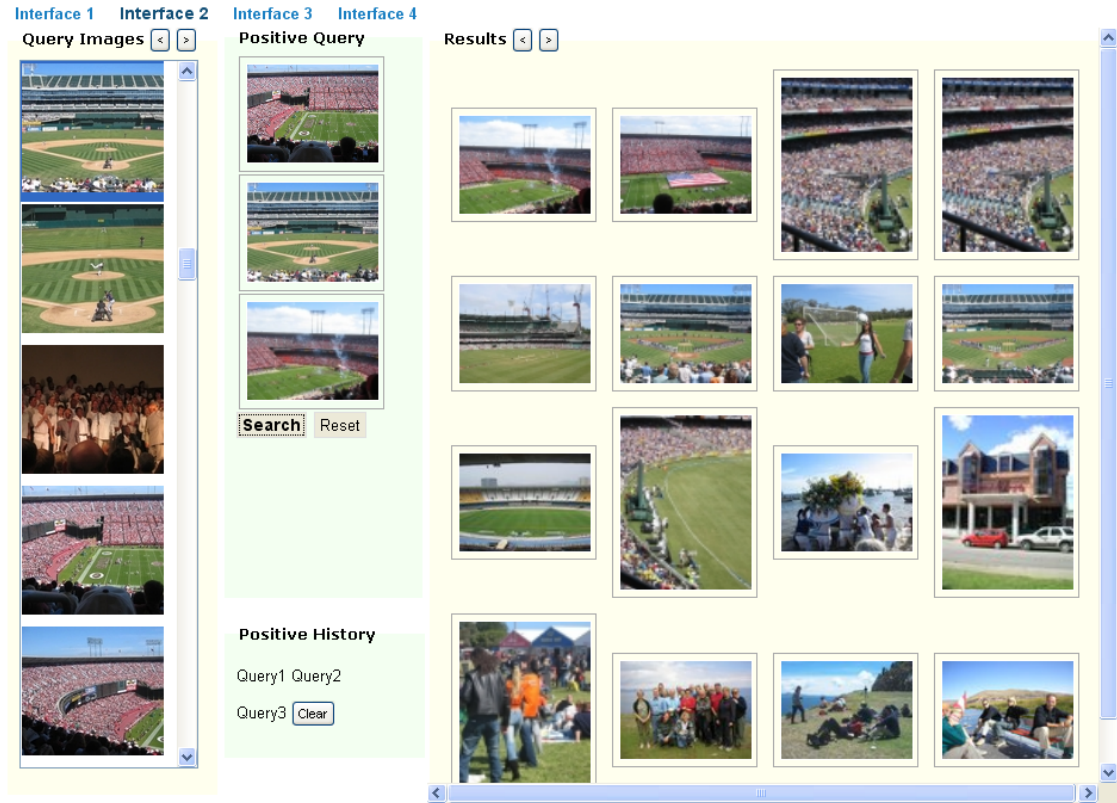 Interface 1 Interface 2 Interface 3 Interface 4
Query Images < >
Positive Query
Search Reset
Positive History
Query1 Query2
Query3 Clear
Results < >